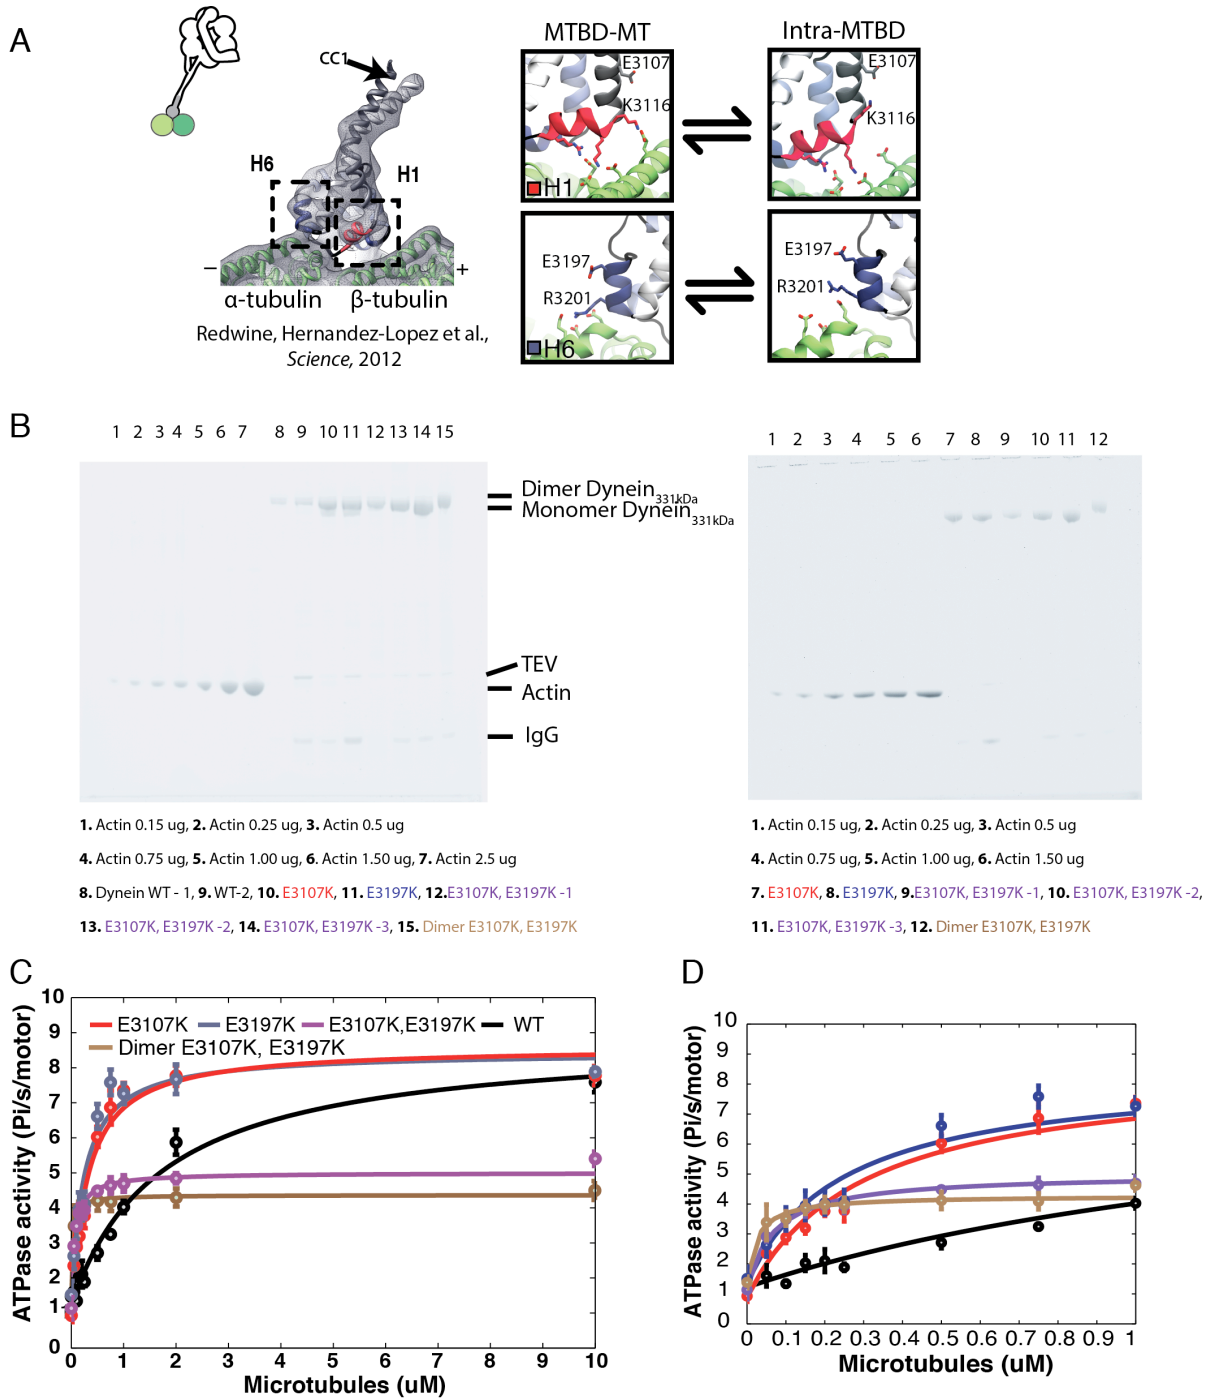 A
CC1
H6
H1
−
+
α-tubulin β-tubulin
Redwine, Hernandez-Lopez et al.,
Science, 2012
MTBD-MT
Intra-MTBD
E3107
K3116
H1
E3107
K3116
E3197
R3201
H6
E3197
R3201
B
1 2 3 4 5 6 7 8 9 10 11 12 13 14 15
Dimer Dynein331kDa
Monomer Dynein331kDa
TEV
Actin
IgG
1 2 3 4 5 6 7 8 9 10 11 12
1. Actin 0.15 ug, 2. Actin 0.25 ug, 3. Actin 0.5 ug
4. Actin 0.75 ug, 5. Actin 1.00 ug, 6. Actin 1.50 ug, 7. Actin 2.5 ug
8. Dynein WT - 1, 9. WT-2, 10. E3107K, 11. E3197K, 12.E3107K, E3197K -1
13. E3107K, E3197K -2, 14. E3107K, E3197K -3, 15. Dimer E3107K, E3197K
1. Actin 0.15 ug, 2. Actin 0.25 ug, 3. Actin 0.5 ug
4. Actin 0.75 ug, 5. Actin 1.00 ug, 6. Actin 1.50 ug
7. E3107K, 8. E3197K, 9.E3107K, E3197K -1, 10. E3107K, E3197K -2,
11. E3107K, E3197K -3, 12. Dimer E3107K, E3197K
C
ATPase activity (Pi/s/motor)
10
9
8
7
6
5
4
3
2
1
0
E3107K E3197K E3107K,E3197K WT
Dimer E3107K, E3197K
0 1 2 3 4 5 6 7 8 9 10
Microtubules (uM)
D
ATPase activity (Pi/s/motor)
10
9
8
7
6
5
4
3
2
1
0
0 0.1 0.2 0.3 0.4 0.5 0.6 0.7 0.8 0.9 1
Microtubules (uM)